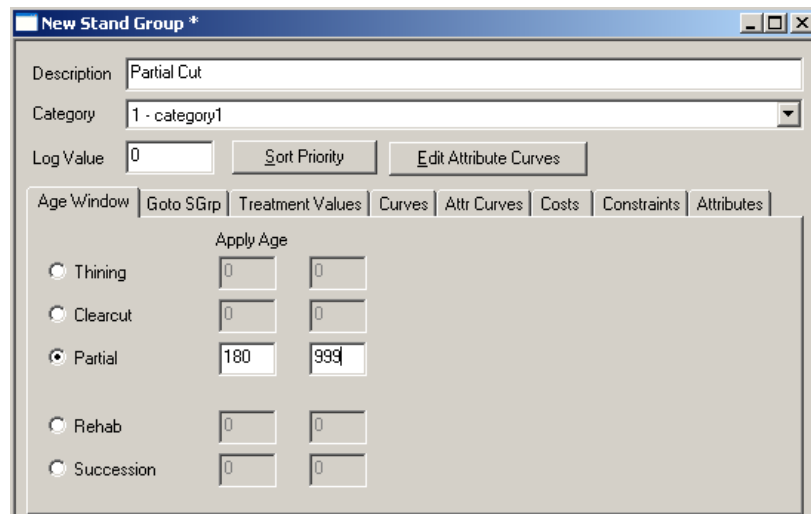 New Stand Group *
Description Partial Cut
Category 1 - category1
Log Value 0 Sort Priority Edit Attribute Curves
Age Window Goto SGrp Treatment Values Curves Attr Curves Costs Constraints Attributes
Apply Age
Thining 0 0
Clearcut 0 0
Partial 180 999
Rehab 0 0
Succession 0 0